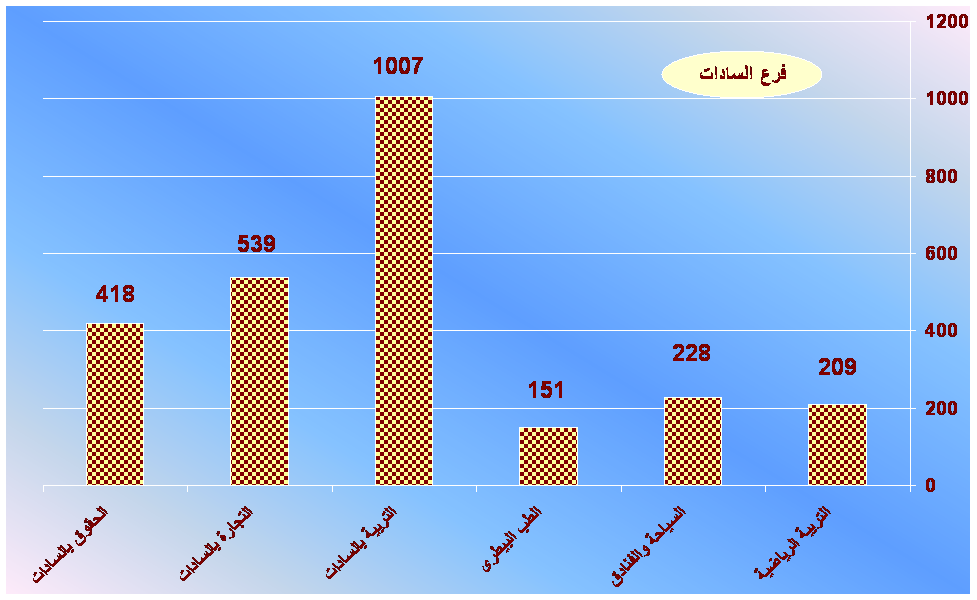 فرع السادات
1200
1000
800
600
400
200
0
209
228
151
1007
539
418
التربية الرياضية
السياحة والفنادق
الطب البيطرى
التربية بالسادات
التجارة بالسادات
الحقوق بالسادات